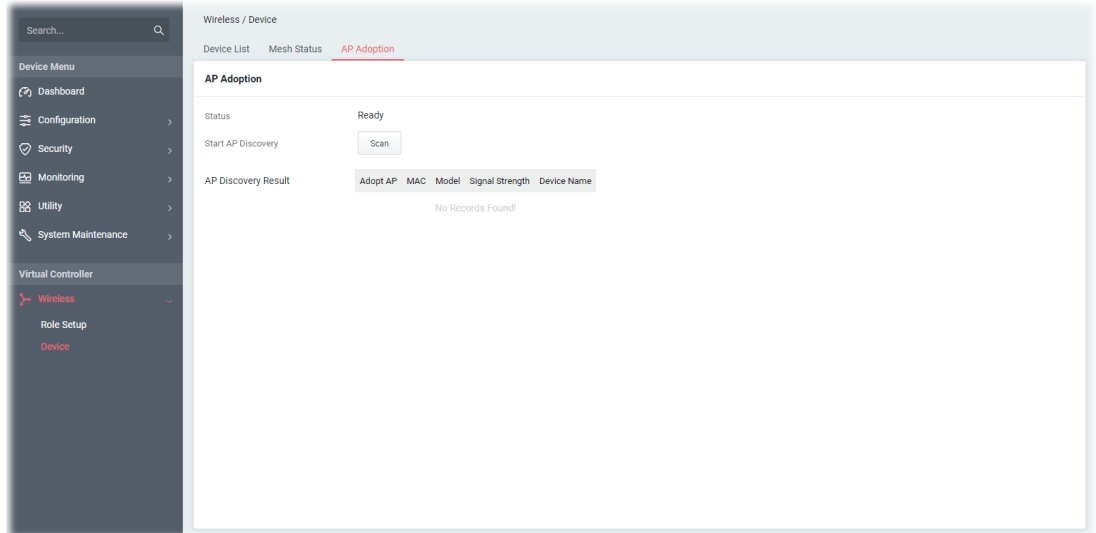 Search...
Device Menu
Dashboard
Configuration
Security
Monitoring
Utility
System Maintenance
Virtual Controller
Wireless
Role Setup
Device
Wireless / Device
Device List Mesh Status AP Adoption
AP Adoption
Status Ready
Start AP Discovery Scan
AP Discovery Result Adopt AP MAC Model Signal Strength Device Name
No Records Found!